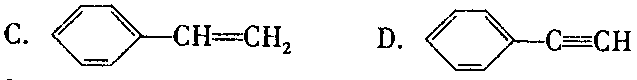 C. —CH=CH₂ D. —C≡CH